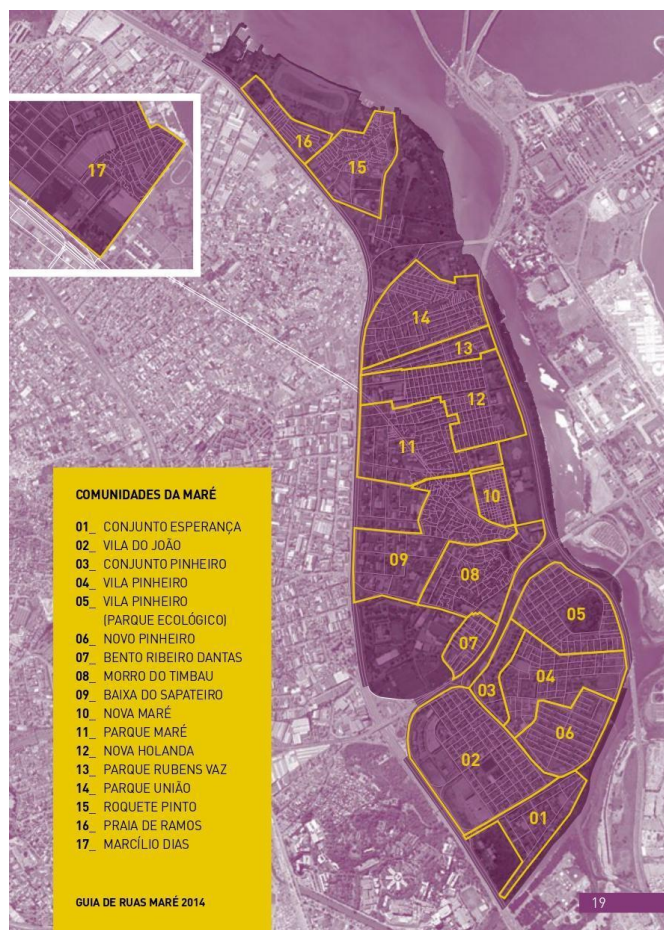 17
16
15
14
13
12
11
10
09
08
05
07
04
03
06
02
01
COMUNIDADES DA MARÉ
01_ CONJUNTO ESPERANÇA
02_ VILA DO JOÃO
03_ CONJUNTO PINHEIRO
04_ VILA PINHEIRO
05_ VILA PINHEIRO
(PARQUE ECOLÓGICO)
06_ NOVO PINHEIRO
07_ BENTO RIBEIRO DANTAS
08_ MORRO DO TIMBAU
09_ BAIXA DO SAPATEIRO
10_ NOVA MARÉ
11_ PARQUE MARÉ
12_ NOVA HOLANDA
13_ PARQUE RUBENS VAZ
14_ PARQUE UNIÃO
15_ ROQUETE PINTO
16_ PRAIA DE RAMOS
17_ MARCÍLIO DIAS
GUIA DE RUAS MARÉ 2014
19